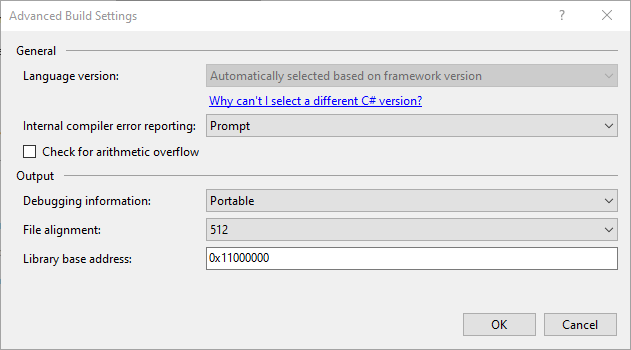 Advanced Build Settings ?
General
Language version: Automatically selected based on framework version
Why can't I select a different C# version?
Internal compiler error reporting: Prompt
Check for arithmetic overflow
Output
Debugging information: Portable
File alignment: 512
Library base address: 0x11000000
OK Cancel